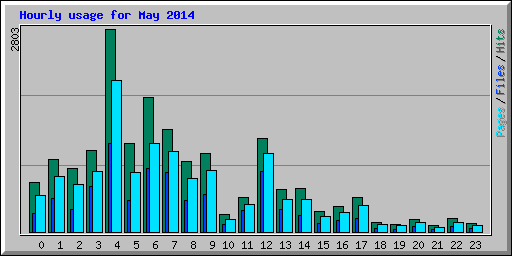 Hourly usage for May 2014
2803
Pages / Files / Hits
0 1 2 3 4 5 6 7 8 9 10 11 12 13 14 15 16 17 18 19 20 21 22 23